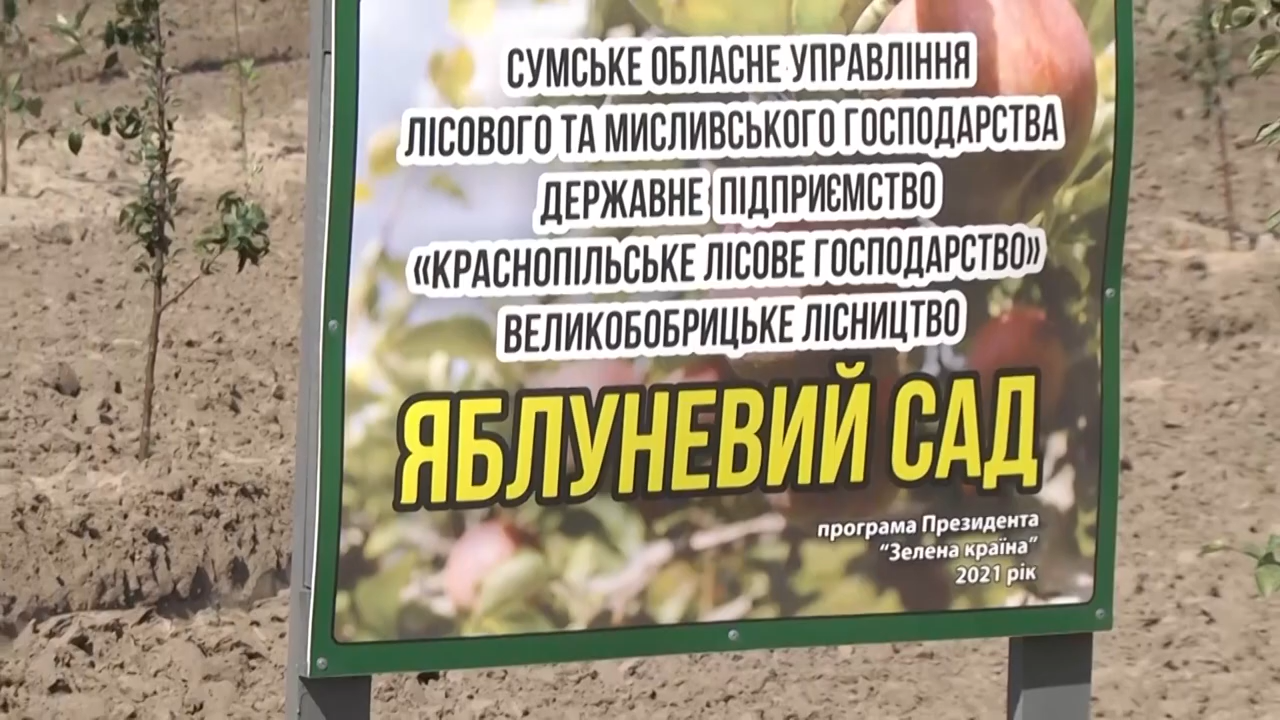 СУМСЬКЕ ОБЛАСНЕ УПРАВЛІННЯ
ЛІСОВОГО ТА МИСЛИВСЬКОГО ГОСПОДАРСТВА
ДЕРЖАВНЕ ПІДПРИЄМСТВО
«КРАСНОПІЛЬСЬКЕ ЛІСОВЕ ГОСПОДАРСТВО»
ВЕЛИКОБОБРИЦЬКЕ ЛІСНИЦТВО
ЯБЛУНЕВИЙ САД
програма Президента
"Зелена країна"
2021 рік